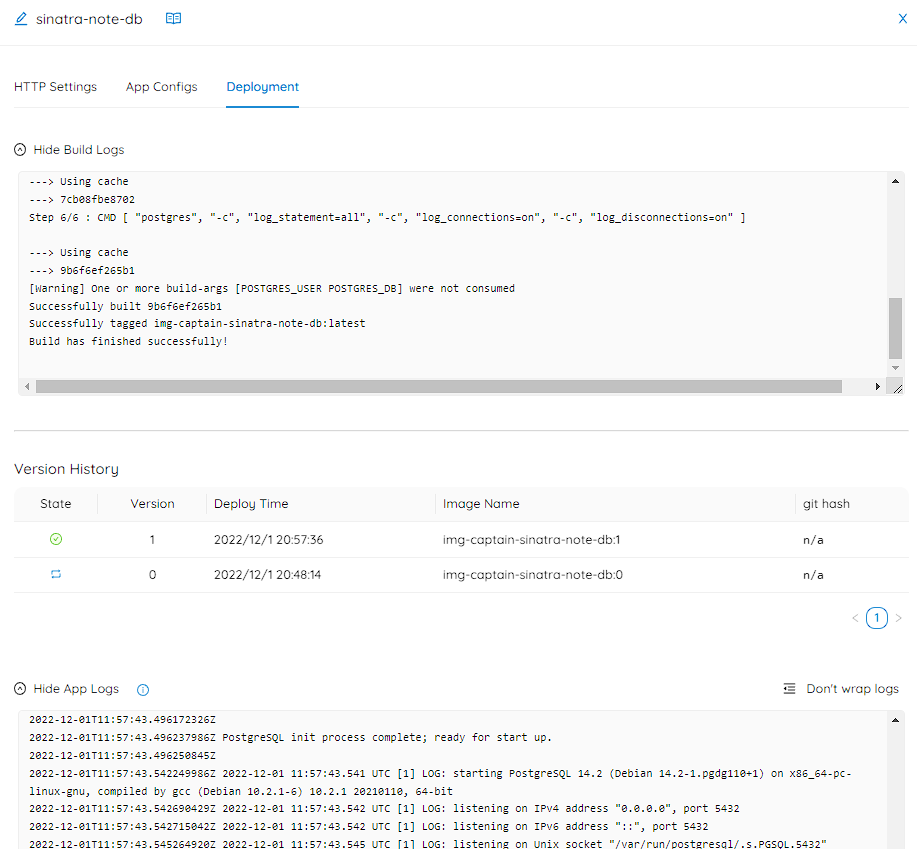 sinatra-note-db
X
HTTP Settings App Configs Deployment
Hide Build Logs
---> Using cache
---> 7cb08fbe8702
Step 6/6 : CMD [ "postgres", "-c", "log_statement=all", "-c", "log_connections=on", "-c", "log_disconnections=on" ]
---> Using cache
---> 9b6f6ef265b1
[Warning] One or more build-args [POSTGRES_USER POSTGRES_DB] were not consumed
Successfully built 9b6f6ef265b1
Successfully tagged img-captain-sinatra-note-db:latest
Build has finished successfully!
Version History
State Version Deploy Time Image Name git hash
1 2022/12/1 20:57:36 img-captain-sinatra-note-db:1 n/a
0 2022/12/1 20:48:14 img-captain-sinatra-note-db:0 n/a
< 1 >
Hide App Logs Don't wrap logs
2022-12-01T11:57:43.496172326Z
2022-12-01T11:57:43.496237986Z PostgreSQL init process complete; ready for start up.
2022-12-01T11:57:43.496250845Z
2022-12-01T11:57:43.542249986Z 2022-12-01 11:57:43.541 UTC [1] LOG: starting PostgreSQL 14.2 (Debian 14.2-1.pgdg110+1) on x86_64-pc-
linux-gnu, compiled by gcc (Debian 10.2.1-6) 10.2.1 20210110, 64-bit
2022-12-01T11:57:43.542690429Z 2022-12-01 11:57:43.542 UTC [1] LOG: listening on IPv4 address "0.0.0.0", port 5432
2022-12-01T11:57:43.542715042Z 2022-12-01 11:57:43.542 UTC [1] LOG: listening on IPv6 address "::", port 5432
2022-12-01T11:57:43.545264920Z 2022-12-01 11:57:43.545 UTC [1] LOG: listening on Unix socket "/var/run/postgresql/.s.PGSQL.5432"